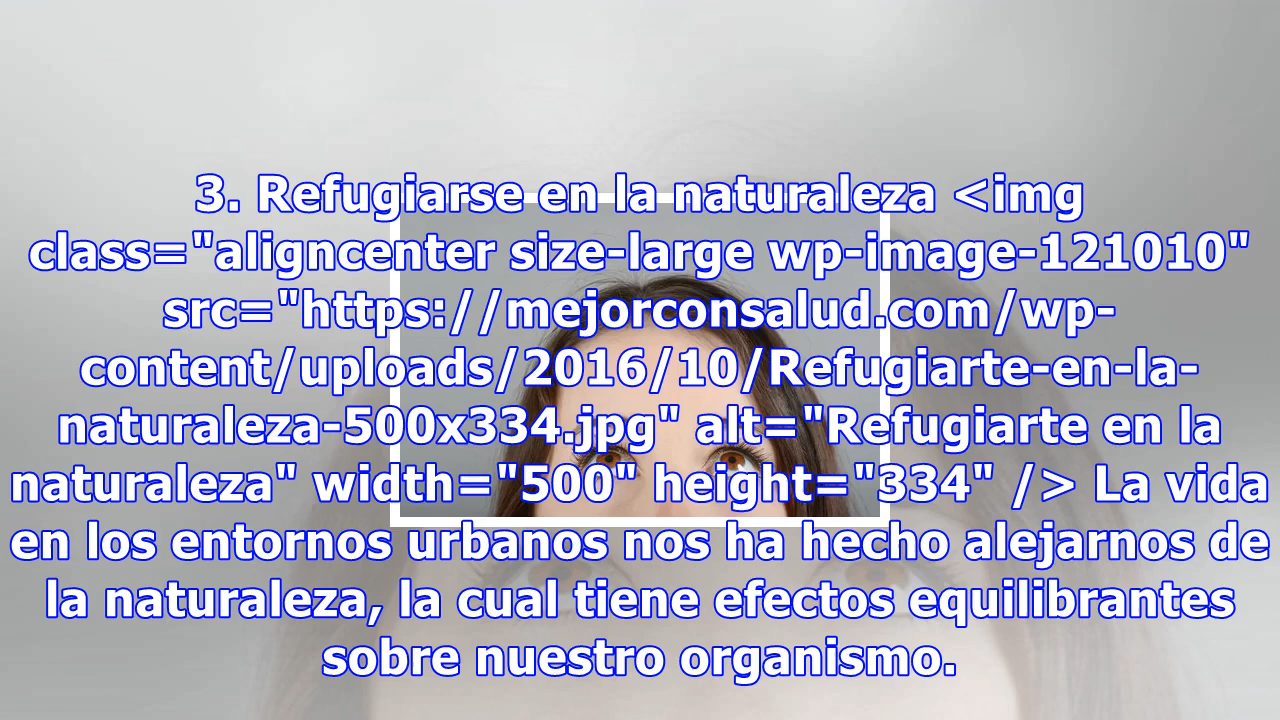 3. Refugiarse en la naturaleza <img
class="aligncenter size-large wp-image-121010"
src="https://mejorconsalud.com/wp-
content/uploads/2016/10/Refugiarte-en-la-
naturaleza-500x334.jpg" alt="Refugiarte en la
naturaleza" width="500" height="334" /> La vida
en los entornos urbanos nos ha hecho alejarnos de
la naturaleza, la cual tiene efectos equilibrantes
sobre nuestro organismo.